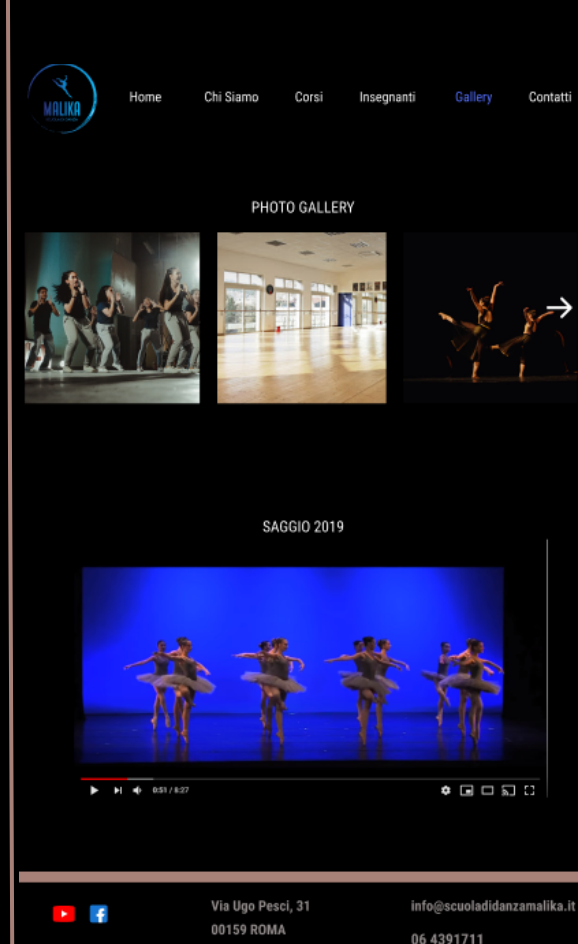 MALIKA
Home Chi Siamo Corsi Insegnanti Gallery Contatti
PHOTO GALLERY
SAGGIO 2019
0:51 / 8:27
Via Ugo Pesci, 31
00159 ROMA
info@scuoladidanzamalika.it
06 4391711